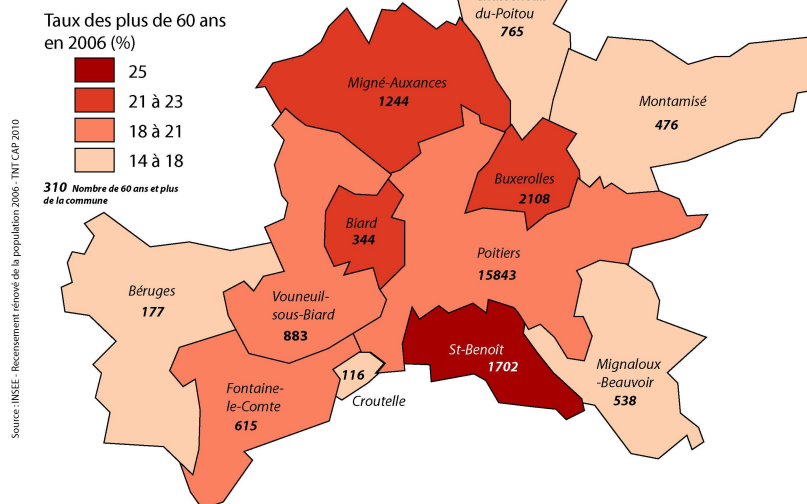 Taux des plus de 60 ans
en 2006 (%)
25
21 à 23
18 à 21
14 à 18
310 Nombre de 60 ans et plus
de la commune
Source : INSEE - Recensement rénové de la population 2006 - TNT CAP 2010
du-Poitou
765
Migné-Auxances
1244
Montamisé
476
Buxerolles
2108
Biard
344
Poitiers
15843
Béruges
177
Vouneuil-
sous-Biard
883
St-Benoît
1702
Mignaloux
-Beauvoir
538
116
Croutelle
Fontaine-
le-Comte
615